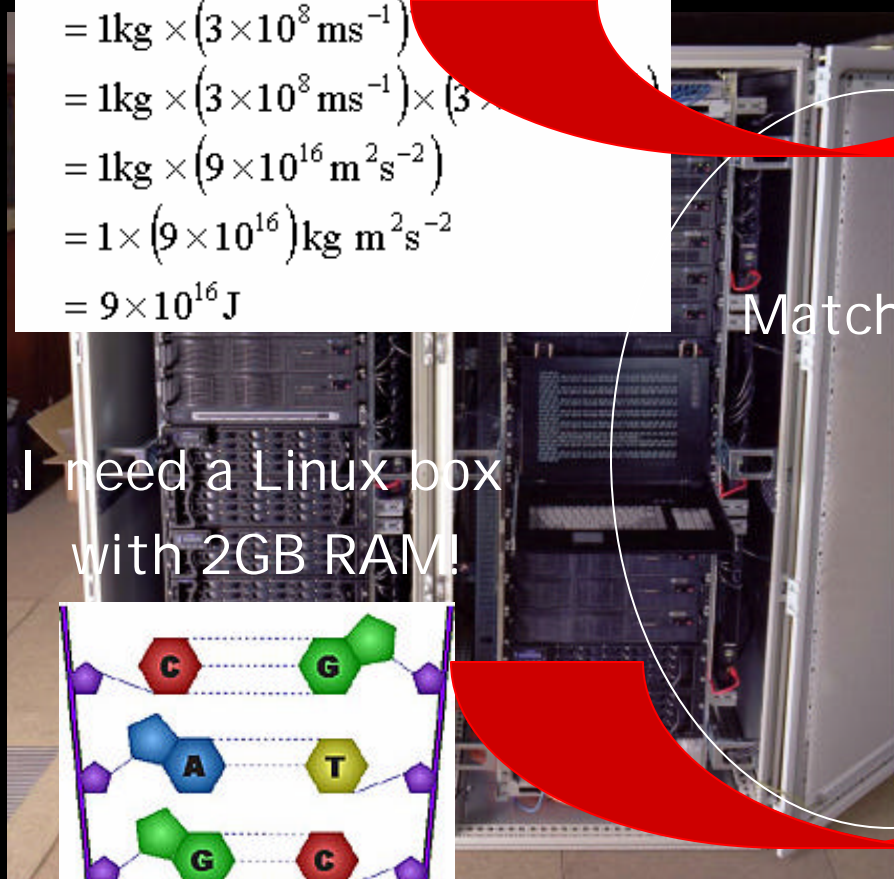 = 1kg × (3 × 10⁸ ms⁻¹)
= 1kg × (3 × 10⁸ ms⁻¹) × (3 ×
= 1kg × (9 × 10¹⁶ m²s⁻²)
= 1 × (9 × 10¹⁶) kg m²s⁻²
= 9 × 10¹⁶ J
Match
I need a Linux box
with 2GB RAM!
C G
A T
G C